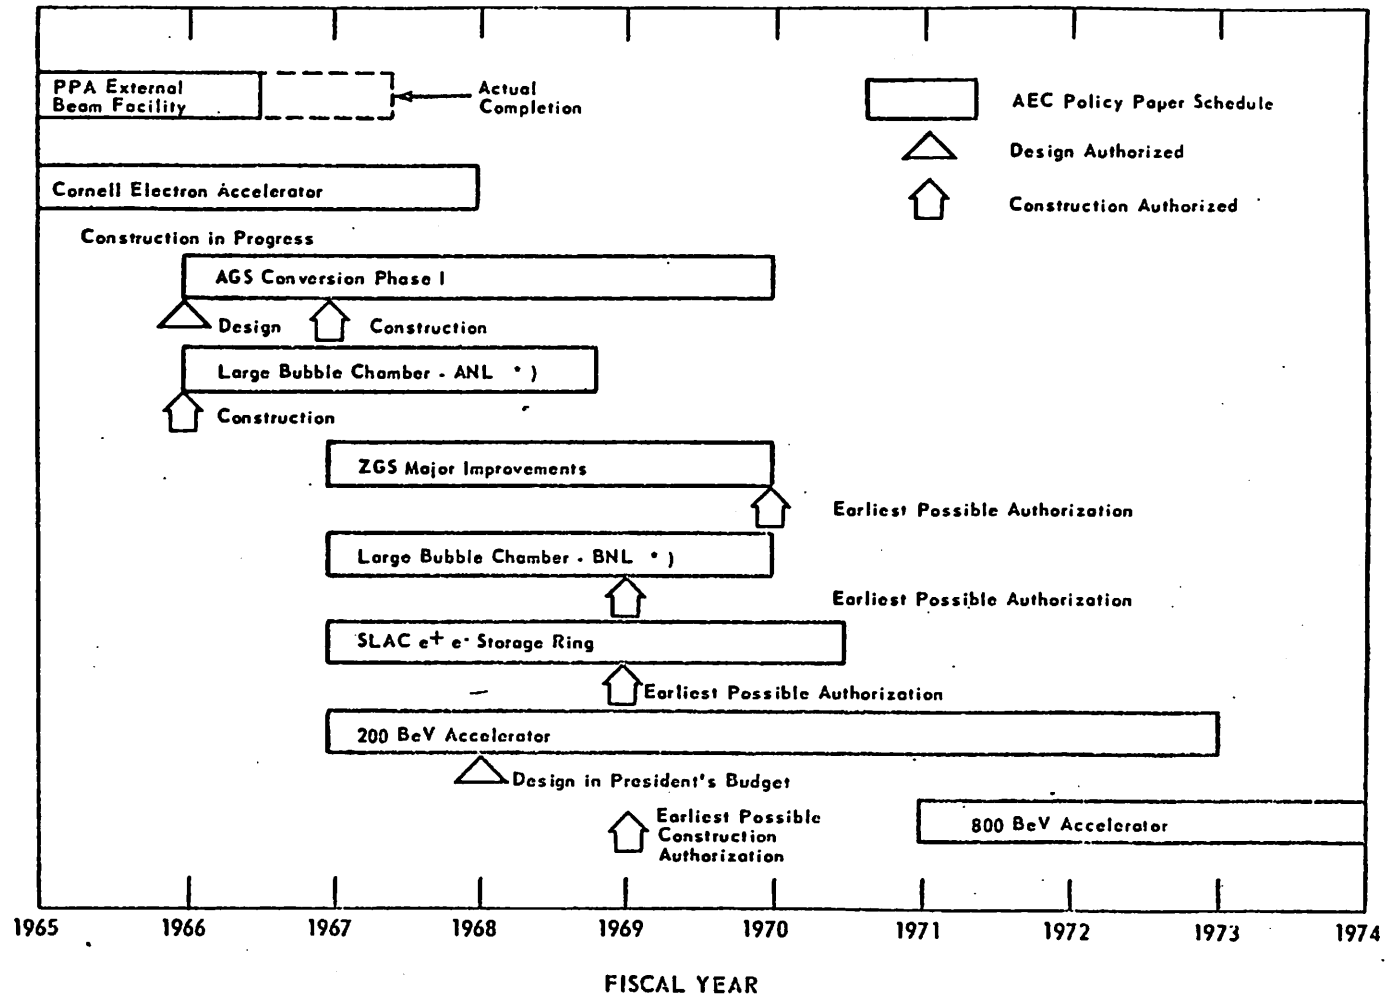 PPA External
Beam Facility
Actual
Completion
AEC Policy Paper Schedule
Design Authorized
Construction Authorized
Cornell Electron Accelerator
Construction in Progress
AGS Conversion Phase I
Design
Construction
Large Bubble Chamber - ANL *)
Construction
ZGS Major Improvements
Earliest Possible Authorization
Large Bubble Chamber - BNL *)
Earliest Possible Authorization
SLAC e+ e- Storage Ring
Earliest Possible Authorization
200 BeV Accelerator
Design in President's Budget
Earliest Possible
Construction
Authorization
800 BeV Accelerator
1965 1966 1967 1968 1969 1970 1971 1972 1973 1974
FISCAL YEAR